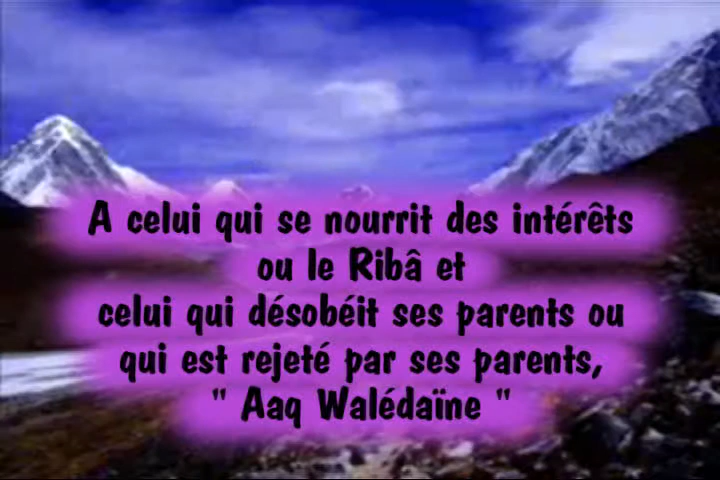 A celui qui se nourrit des intérêts
ou le Ribâ et
celui qui désobéit ses parents ou
qui est rejeté par ses parents,
" Aaq Walédaïne "